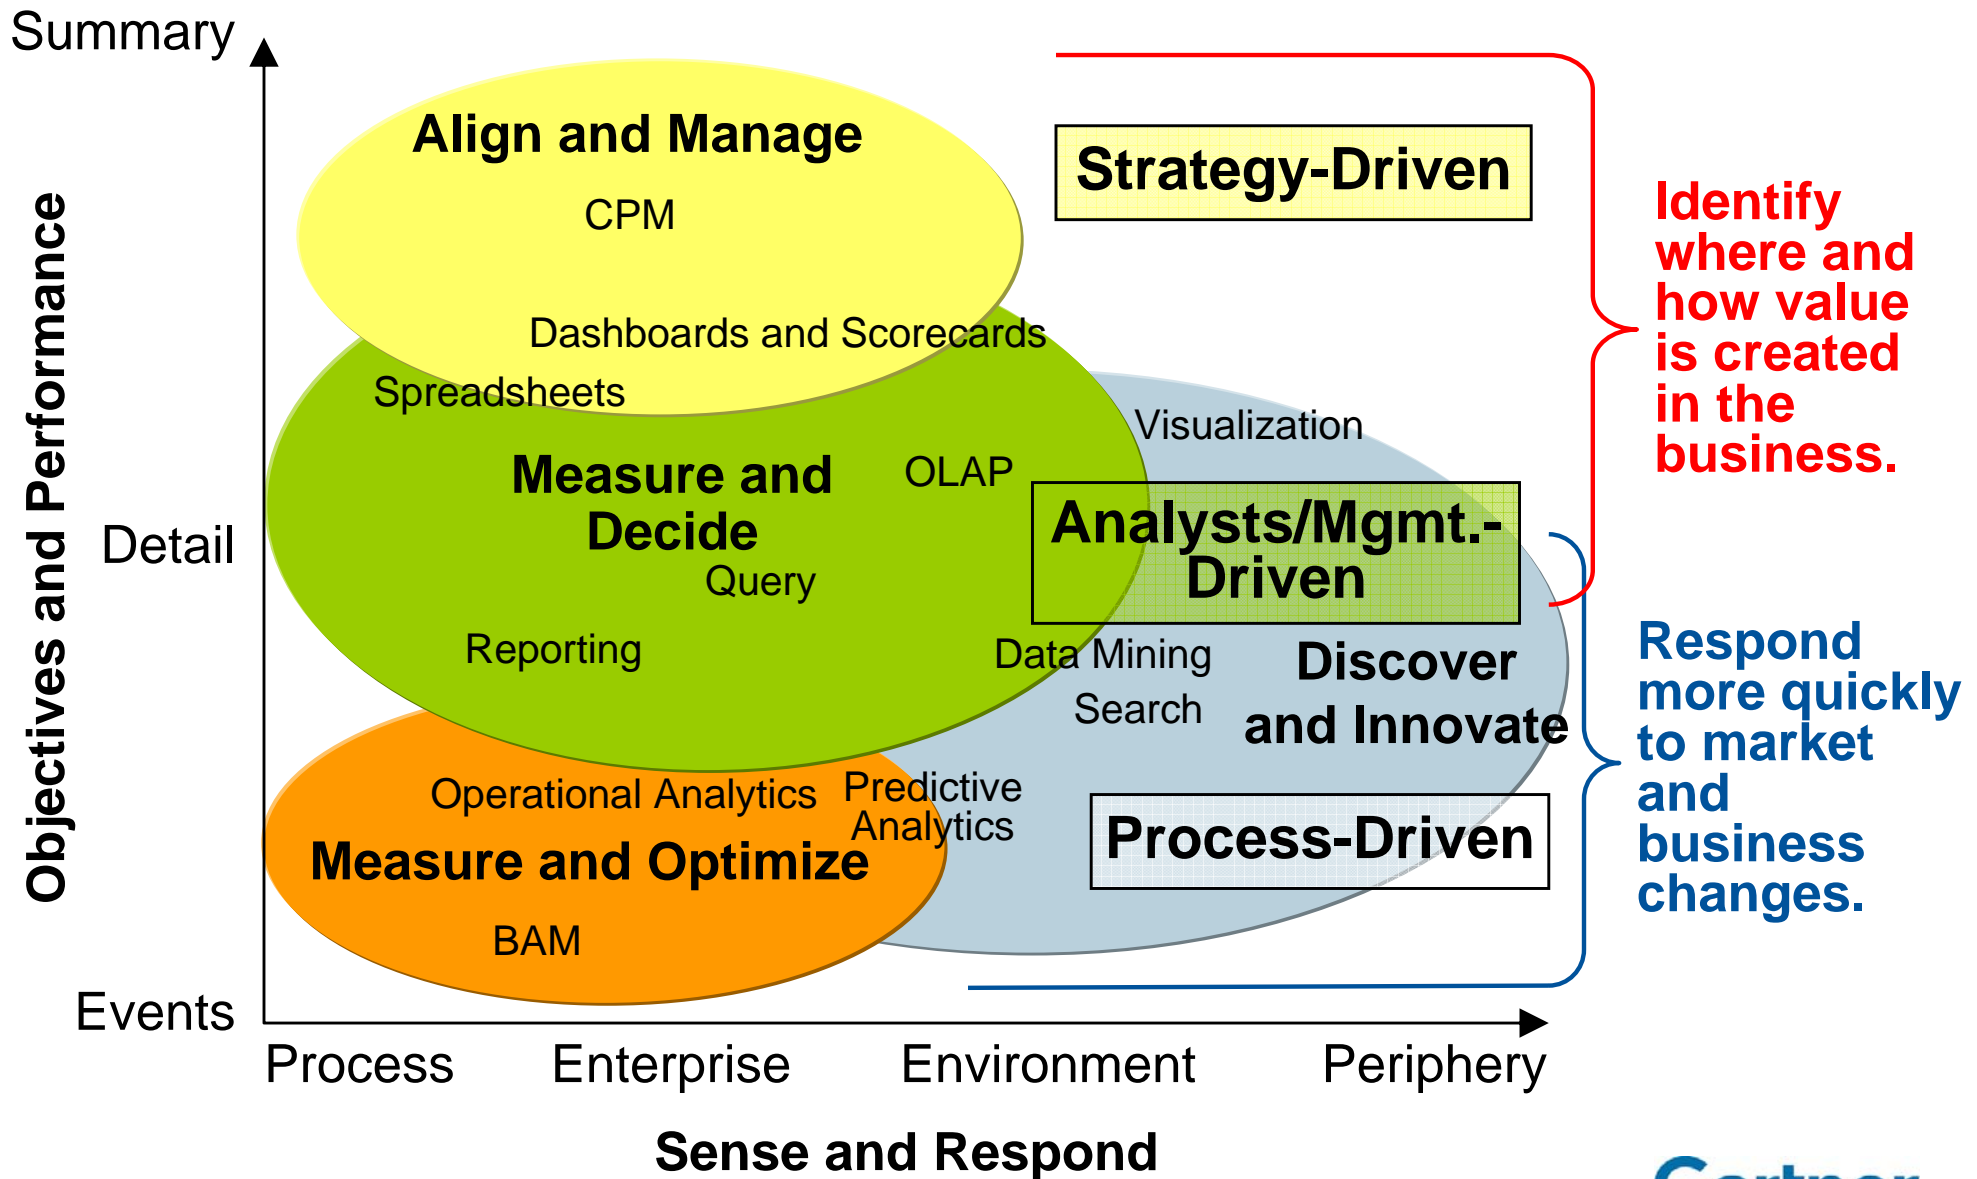 Summary
Align and Manage
CPM
Strategy-Driven
Identify
where and
how value
is created
in the
business.
Dashboards and Scorecards
Spreadsheets
Visualization
Measure and
Decide
OLAP
Analysts/Mgmt.-
Driven
Objectives and Performance
Detail
Query
Reporting
Data Mining
Search
Discover
and Innovate
Respond
more quickly
to market
and
business
changes.
Operational Analytics
Predictive
Analytics
Process-Driven
Measure and Optimize
BAM
Events
Process
Enterprise
Environment
Periphery
Sense and Respond